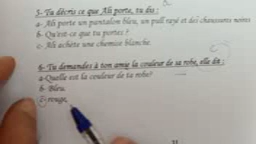 5- Tu décris ce que Ali porte, tu dis :
a- Ali porte un pantalon bleu, un pull rayé et des chaussures noires
b- Qu'est-ce que tu portes ?
c- Ali achète une chemise blanche.
6- Tu demandes à ton amie la couleur de sa robe, elle dit :
a- Quelle est la couleur de ta robe?
b- Bleu.
c- rouge,